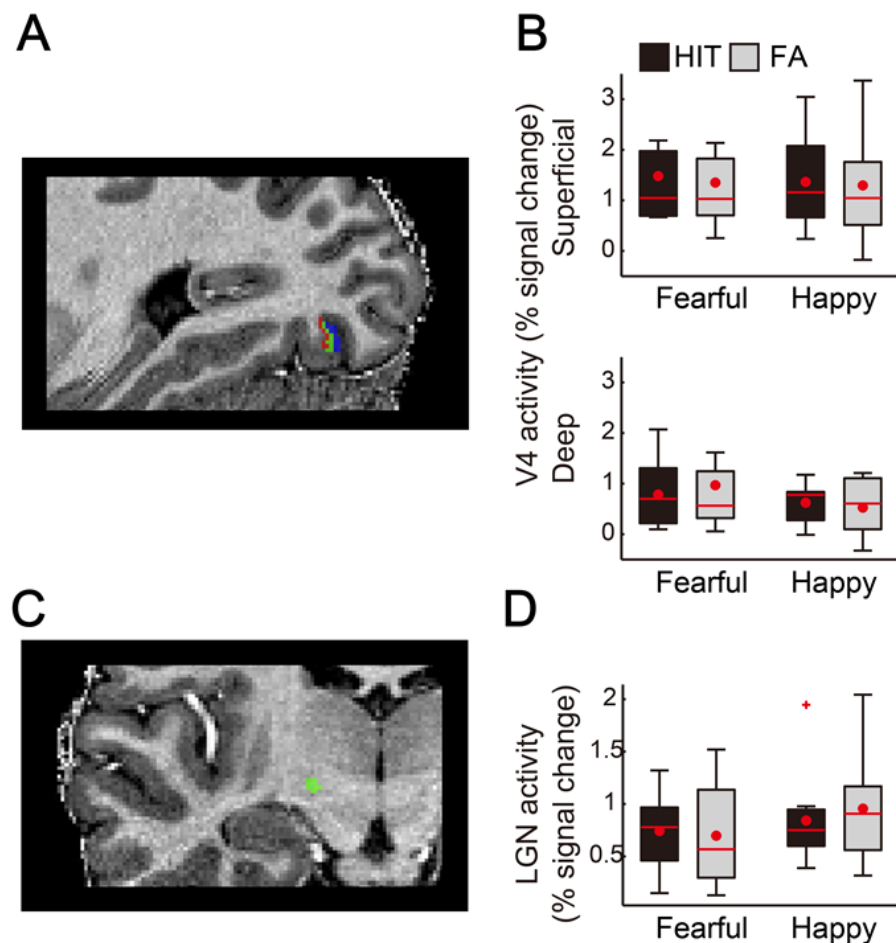 A
B
HIT FA
V4 activity (% signal change)
Superficial
3
2
1
0
Fearful Happy
Deep
3
2
1
0
Fearful Happy
C
D
LGN activity
(% signal change)
2
1.5
1
0.5
Fearful Happy